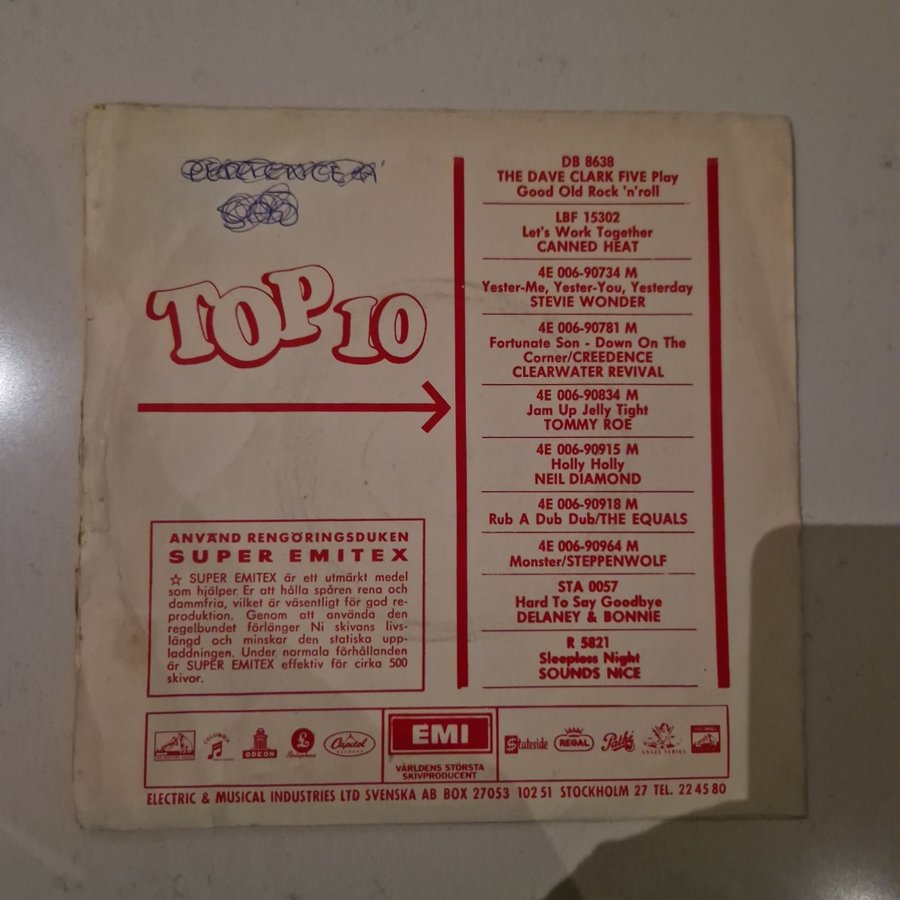 TOP 10
DB 8638
THE DAVE CLARK FIVE Play
Good Old Rock 'n'roll
LBF 15302
Let's Work Together
CANNED HEAT
4E 006-90734 M
Yester-Me, Yester-You, Yesterday
STEVIE WONDER
4E 006-90781 M
Fortunate Son - Down On The
Corner/CREEDENCE
CLEARWATER REVIVAL
4E 006-90834 M
Jam Up Jelly Tight
TOMMY ROE
4E 006-90915 M
Holly Holly
NEIL DIAMOND
4E 006-90918 M
Rub A Dub Dub/THE EQUALS
4E 006-90964 M
Monster/STEPPENWOLF
STA 0057
Hard To Say Goodbye
DELANEY & BONNIE
R 5821
Sleepless Night
SOUNDS NICE
ANVÄND RENGÖRINGSDUKEN
SUPER EMITEX
☆ SUPER EMITEX är ett utmärkt medel
som hjälper Er att hålla spåren rena och
dammfria, vilket är väsentligt för god re-
produktion. Genom att använda den
regelbundet förlänger Ni skivans livs-
längd och minskar den statiska upp-
laddningen. Under normala förhållanden
är SUPER EMITEX effektiv för cirka 500
skivor.
COLUMBIA
ODEON
Parlophone
Capitol
RECORDS
EMI
VÄRLDENS STÖRSTA
SKIVPRODUCENT
Stateside
REGAL
Pathé
ANGEL SERIES
ELECTRIC & MUSICAL INDUSTRIES LTD SVENSKA AB BOX 27053 102 51 STOCKHOLM 27 TEL. 22 45 80